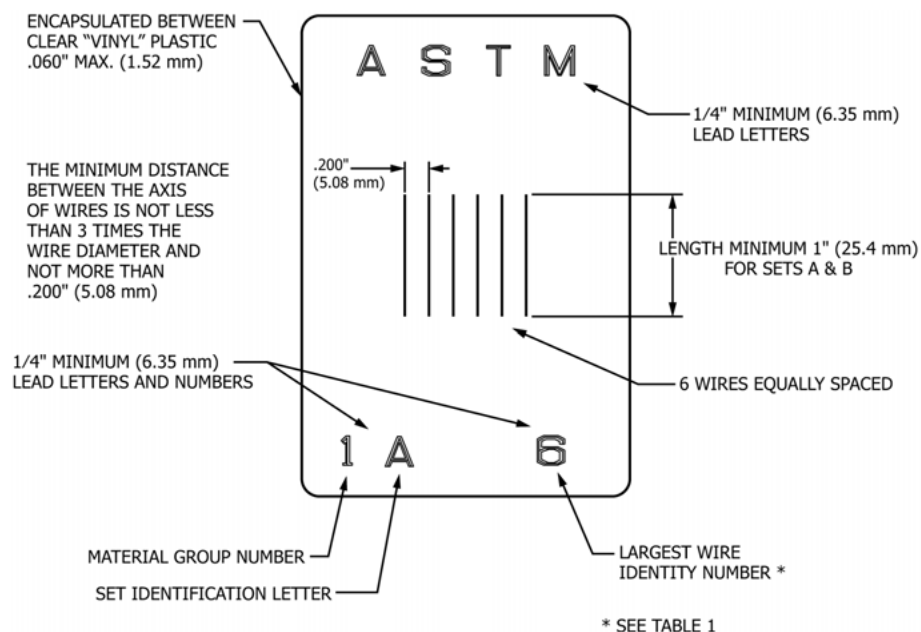 ENCAPSULATED BETWEEN
CLEAR “VINYL” PLASTIC
.060" MAX. (1.52 mm)
A S T M
1/4" MINIMUM (6.35 mm)
LEAD LETTERS
THE MINIMUM DISTANCE
BETWEEN THE AXIS
OF WIRES IS NOT LESS
THAN 3 TIMES THE
WIRE DIAMETER AND
NOT MORE THAN
.200" (5.08 mm)
.200"
(5.08 mm)
LENGTH MINIMUM 1" (25.4 mm)
FOR SETS A & B
1/4" MINIMUM (6.35 mm)
LEAD LETTERS AND NUMBERS
6 WIRES EQUALLY SPACED
1 A 6
MATERIAL GROUP NUMBER
SET IDENTIFICATION LETTER
LARGEST WIRE
IDENTITY NUMBER *
* SEE TABLE 1